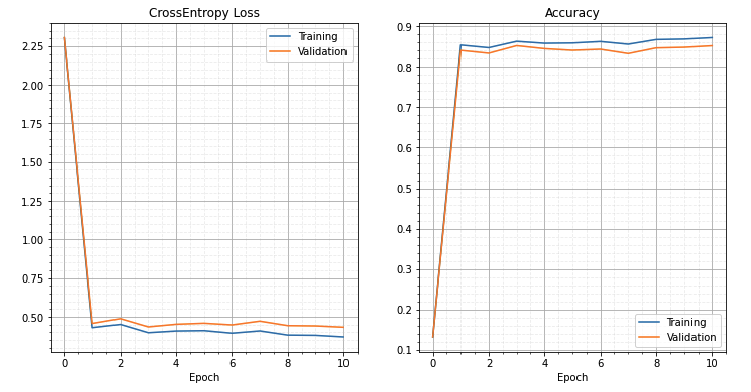 CrossEntropy Loss
2.25
2.00
1.75
1.50
1.25
1.00
0.75
0.50
0 2 4 6 8 10
Epoch
Training
Validation
Accuracy
0.9
0.8
0.7
0.6
0.5
0.4
0.3
0.2
0.1
0 2 4 6 8 10
Epoch
Training
Validation